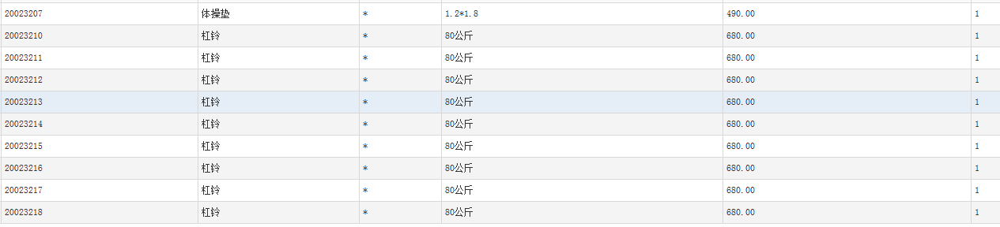 20023207 体操垫 * 1.2*1.8 490.00 1
20023210 杠铃 * 80公斤 680.00 1
20023211 杠铃 * 80公斤 680.00 1
20023212 杠铃 * 80公斤 680.00 1
20023213 杠铃 * 80公斤 680.00 1
20023214 杠铃 * 80公斤 680.00 1
20023215 杠铃 * 80公斤 680.00 1
20023216 杠铃 * 80公斤 680.00 1
20023217 杠铃 * 80公斤 680.00 1
20023218 杠铃 * 80公斤 680.00 1